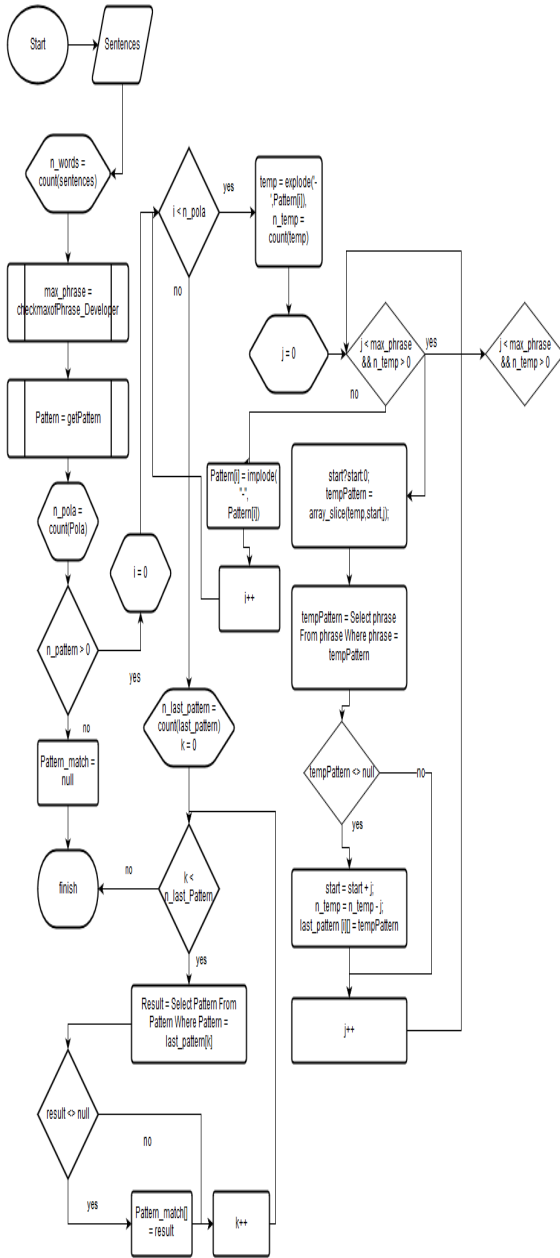 Start
Sentences
n_words =
count(sentences)
max_phrase =
checkmaxofPhrase_Developer
Pattern = getPattern
n_pola =
count(Pola)
n_pattern > 0
yes
no
Pattern_match =
null
finish
i = 0
i < n_pola
yes
no
temp = explode("-
",Pattern[i]),
n_temp =
count(temp)
j = 0
j < max_phrase
&& n_temp > 0
yes
no
j < max_phrase
&& n_temp > 0
Pattern[i] = implode(
"-",
Pattern[i])
i++
start?start:0;
tempPattern =
array_slice(temp,start,j);
tempPattern = Select phrase
From phrase Where phrase =
tempPattern
tempPattern <> null
no
yes
start = start + j;
n_temp = n_temp - j;
last_pattern [i][] = tempPattern
j++
n_last_pattern =
count(last_pattern)
k = 0
k <
n_last_Pattern
no
yes
Result = Select Pattern From
Pattern Where Pattern =
last_pattern[k]
result <> null
no
yes
Pattern_match[]
= result
k++